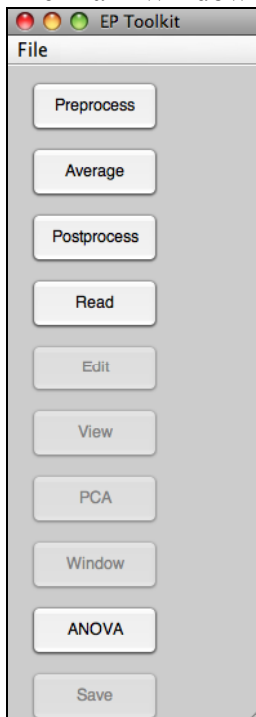 EP Toolkit
File
Preprocess
Average
Postprocess
Read
Edit
View
PCA
Window
ANOVA
Save